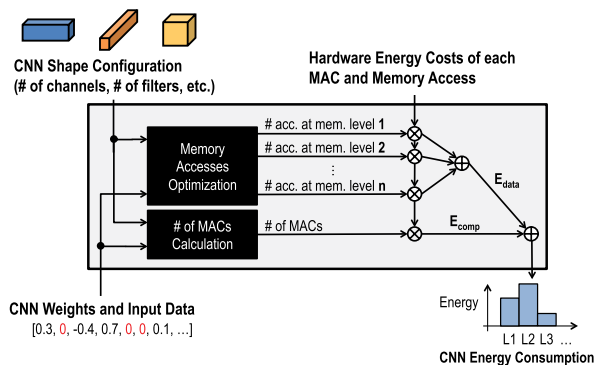 CNN Shape Configuration
(# of channels, # of filters, etc.)
Hardware Energy Costs of each
MAC and Memory Access
Memory
Accesses
Optimization
# acc. at mem. level 1
# acc. at mem. level 2
⋮
# acc. at mem. level n
# of MACs
Calculation
# of MACs
Edata
Ecomp
CNN Weights and Input Data
[0.3, 0, -0.4, 0.7, 0, 0, 0.1, …]
Energy
L1 L2 L3 …
CNN Energy Consumption